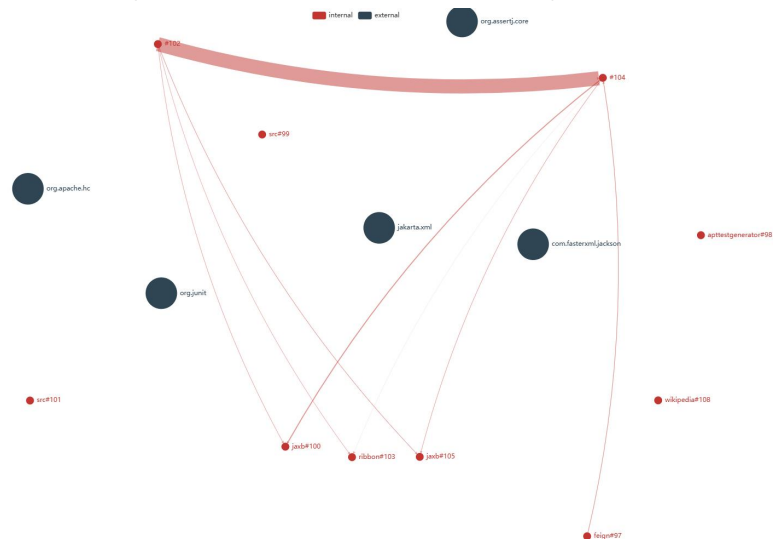 internal
external
org.assertj.core
#102
#104
src#99
org.apache.hc
jakarta.xml
apttestgenerator#98
com.fasterxml.jackson
org.junit
src#101
wikipedia#108
jaxb#100
ribbon#103
jaxb#105
feign#97